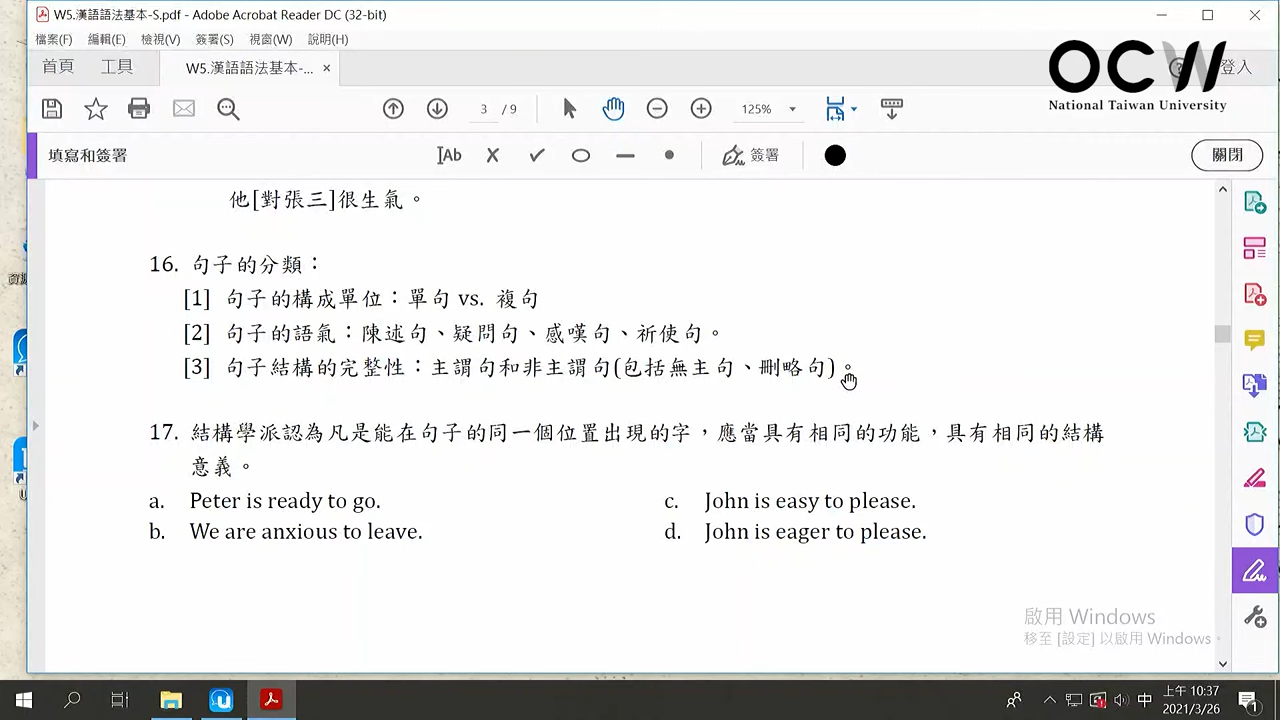 W5.漢語語法基本-S.pdf - Adobe Acrobat Reader DC (32-bit)
檔案(F) 編輯(E) 檢視(V) 簽署(S) 視窗(W) 說明(H)
首頁 工具 W5.漢語語法基本-... × 登入
OCW
National Taiwan University
3 / 9 125%
填寫和簽署 IAb 簽署 關閉
他[對張三]很生氣。
16. 句子的分類：
[1] 句子的構成單位：單句 vs. 複句
[2] 句子的語氣：陳述句、疑問句、感嘆句、祈使句。
[3] 句子結構的完整性：主謂句和非主謂句(包括無主句、刪略句)。
17. 結構學派認為凡是能在句子的同一個位置出現的字，應當具有相同的功能，具有相同的結構
意義。
a. Peter is ready to go.
c. John is easy to please.
b. We are anxious to leave.
d. John is eager to please.
啟用 Windows
移至 [設定] 以啟用 Windows。
中 上午 10:37
2021/3/26
1